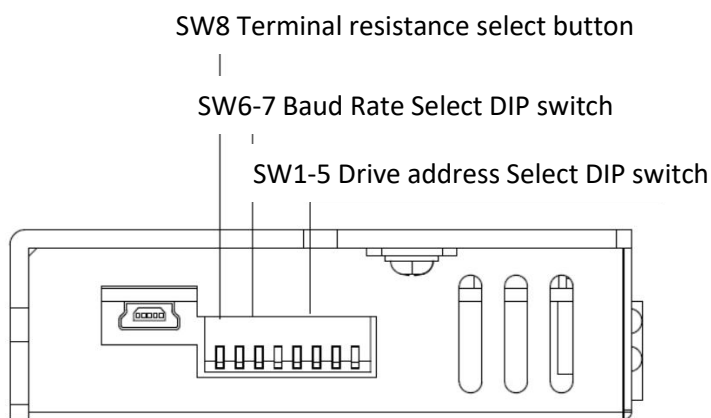 SW8 Terminal resistance select button
SW6-7 Baud Rate Select DIP switch
SW1-5 Drive address Select DIP switch